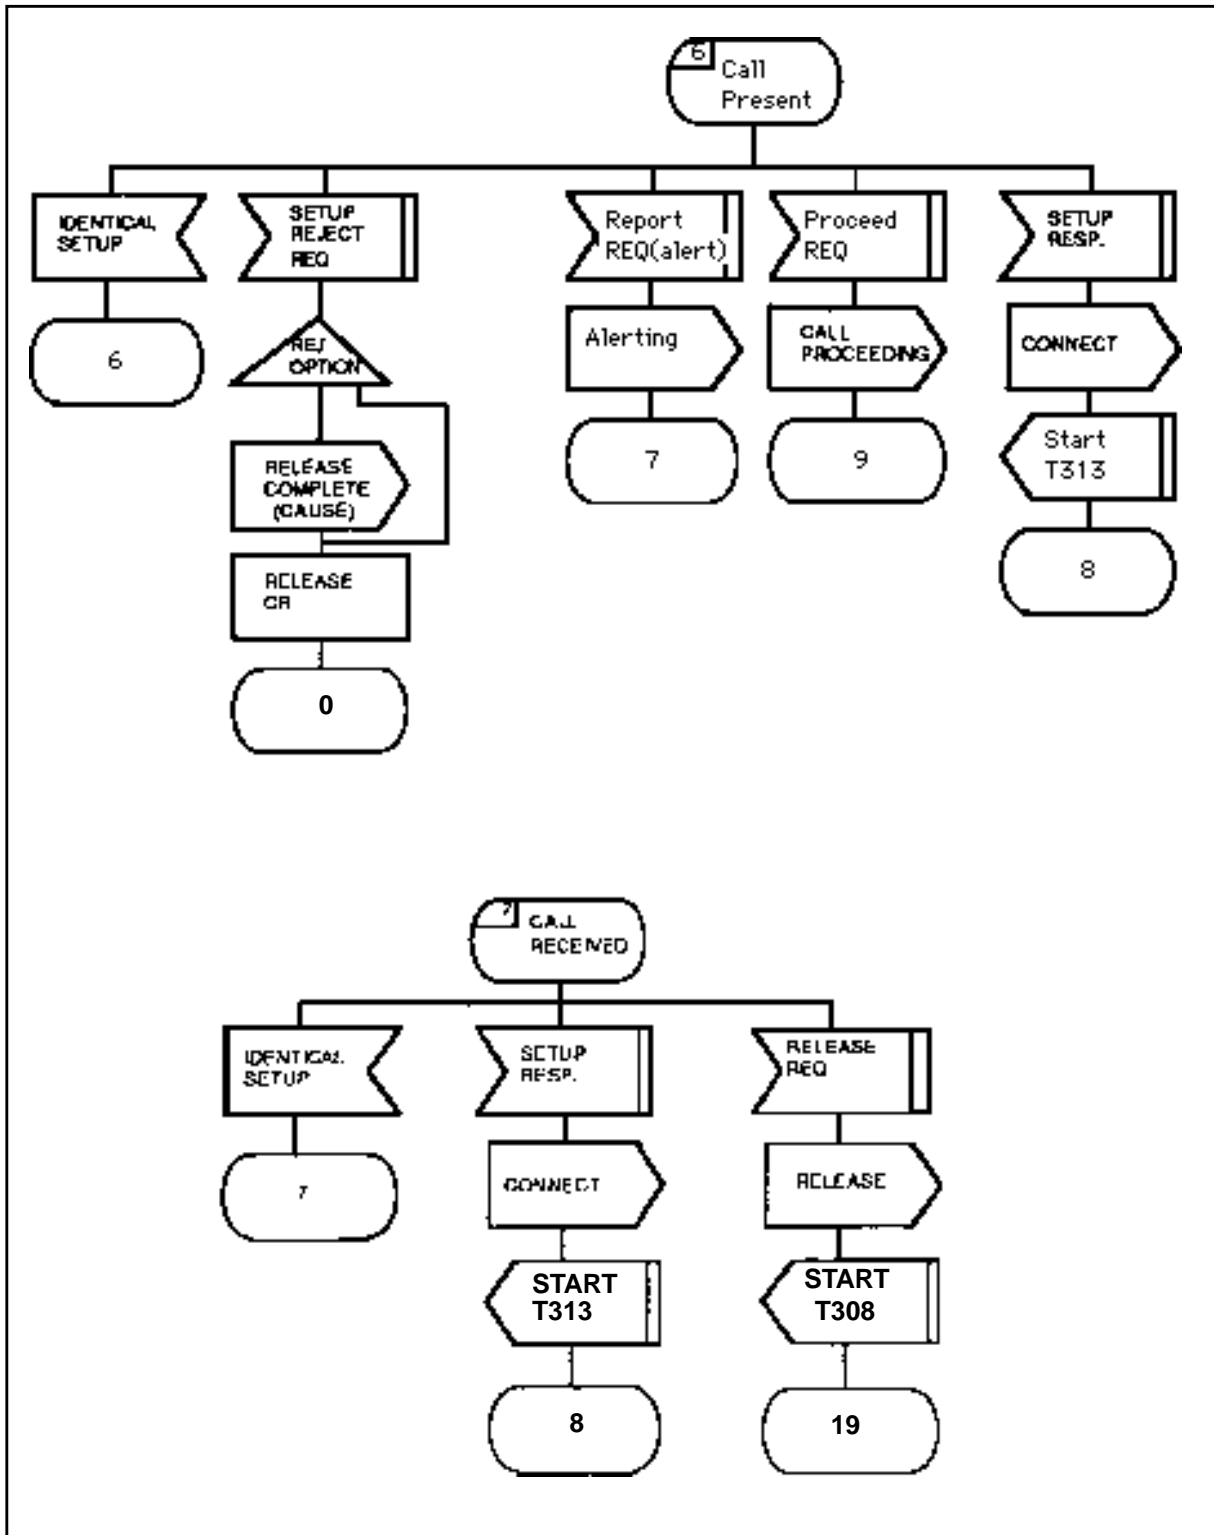 6
Call
Present
IDENTICAL
SETUP
SETUP
REJECT
REQ
Report
REQ(alert)
Proceed
REQ
SETUP
RESP.
6
REJ
OPTION
Alerting
CALL
PROCEEDING
CONNECT
RELEASE
COMPLETE
(CAUSE)
7
9
Start
T313
RELEASE
CR
8
0
7
CALL
RECEIVED
IDENTICAL
SETUP
SETUP
RESP.
RELEASE
REQ
7
CONNECT
RELEASE
START
T313
START
T308
8
19